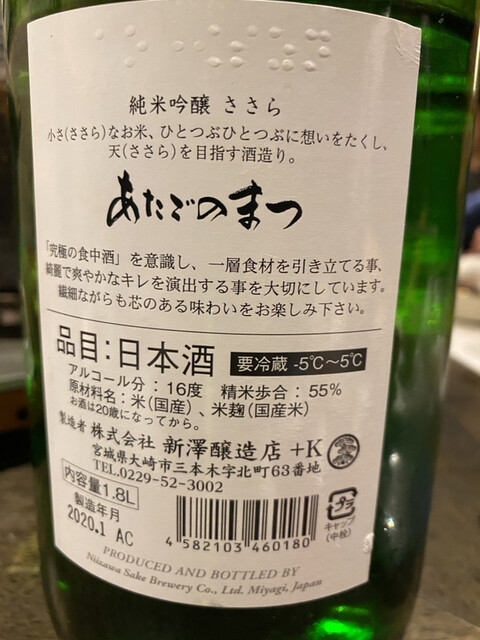 純米吟醸 ささら
小さ(ささら)なお米、ひとつぶひとつぶに想いをたくし、
天(ささら)を目指す酒造り。
あたごのまつ
「究極の食中酒」を意識し、一層食材を引き立てる事、
綺麗で爽やかなキレを演出する事を大切にしています。
繊細ながらも芯のある味わいをお楽しみ下さい。
品目:日本酒 要冷蔵 -5℃〜5℃
アルコール分:16度 精米歩合:55%
原材料名:米(国産)、米麹(国産米)
お酒は20歳になってから。
製造者 株式会社 新澤醸造店 +K
宮城県大崎市三本木字北町63番地
TEL.0229-52-3002
内容量1.8L
製造年月
2020.1 AC
4 582103 460180
プラ
キャップ
(中栓)
PRODUCED AND BOTTLED BY
Niizawa Sake Brewery Co., Ltd. Miyagi, Japan